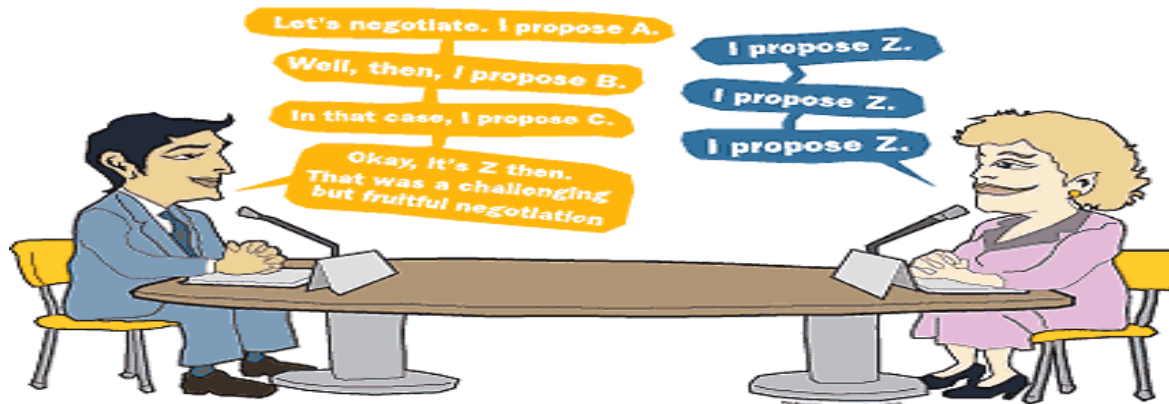 Let's negotiate. I propose A.
I propose Z.
Well, then, I propose B.
I propose Z.
In that case, I propose C.
I propose Z.
Okay, it's Z then.
That was a challenging
but fruitful negotiation